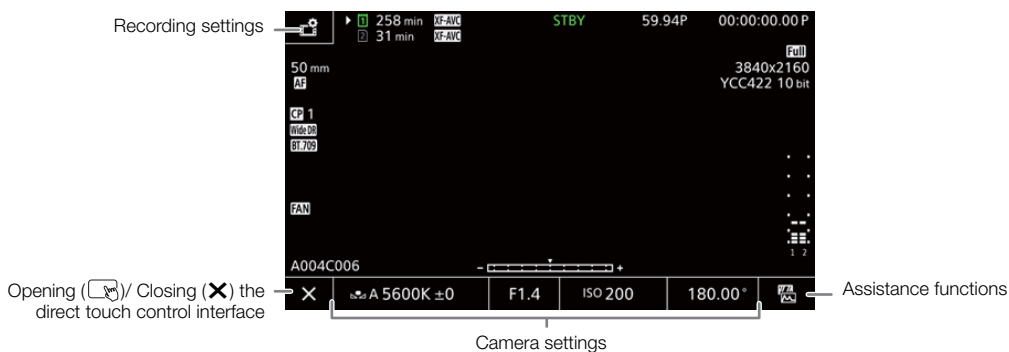 Recording settings
1 258 min XF-AVC STBY 59.94P 00:00:00.00 P
2 31 min XF-AVC
Full
50 mm 3840x2160
AF YCC422 10 bit
CP 1
Wide DR
BT.709
FAN
1 2
A004C006 - +
Opening ( )/ Closing (✕) the
direct touch control interface
✕ A 5600K ±0 F1.4 ISO 200 180.00° Assistance functions
Camera settings